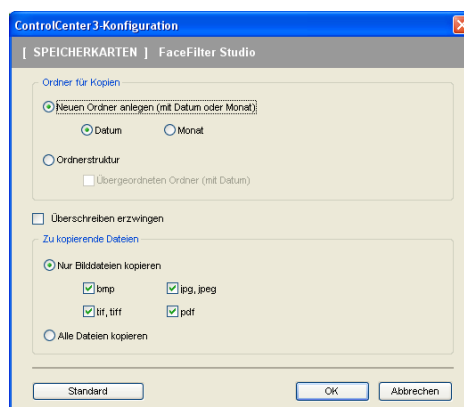 ControlCenter3-Konfiguration
[ SPEICHERKARTEN ] FaceFilter Studio
Ordner für Kopien
Neuen Ordner anlegen (mit Datum oder Monat)
Datum Monat
Ordnerstruktur
Übergeordneten Ordner (mit Datum)
Überschreiben erzwingen
Zu kopierende Dateien
Nur Bilddateien kopieren
bmp jpg, jpeg
tif, tiff pdf
Alle Dateien kopieren
Standard OK Abbrechen